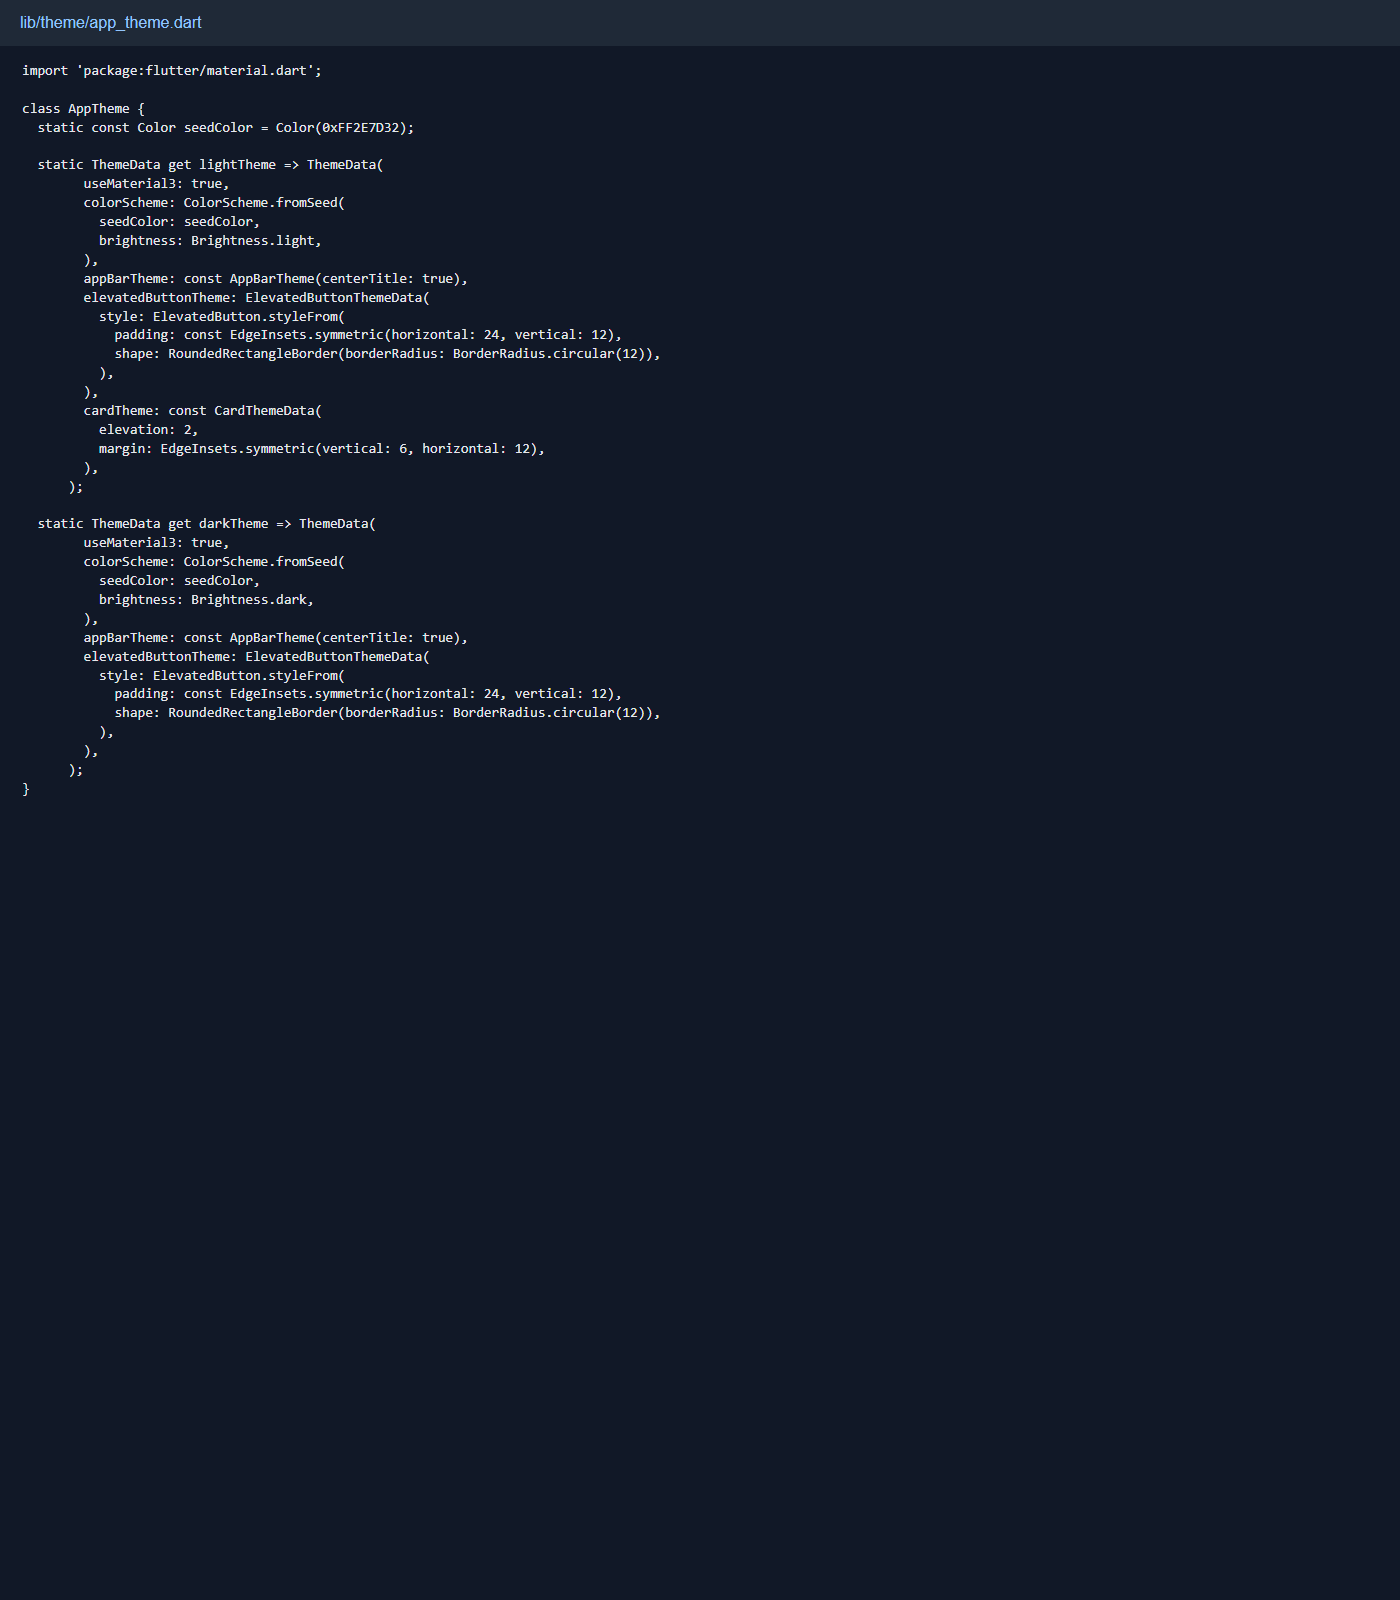 lib/theme/app_theme.dart
import 'package:flutter/material.dart';

class AppTheme {
  static const Color seedColor = Color(0xFF2E7D32);

  static ThemeData get lightTheme => ThemeData(
        useMaterial3: true,
        colorScheme: ColorScheme.fromSeed(
          seedColor: seedColor,
          brightness: Brightness.light,
        ),
        appBarTheme: const AppBarTheme(centerTitle: true),
        elevatedButtonTheme: ElevatedButtonThemeData(
          style: ElevatedButton.styleFrom(
            padding: const EdgeInsets.symmetric(horizontal: 24, vertical: 12),
            shape: RoundedRectangleBorder(borderRadius: BorderRadius.circular(12)),
          ),
        ),
        cardTheme: const CardThemeData(
          elevation: 2,
          margin: EdgeInsets.symmetric(vertical: 6, horizontal: 12),
        ),
      );

  static ThemeData get darkTheme => ThemeData(
        useMaterial3: true,
        colorScheme: ColorScheme.fromSeed(
          seedColor: seedColor,
          brightness: Brightness.dark,
        ),
        appBarTheme: const AppBarTheme(centerTitle: true),
        elevatedButtonTheme: ElevatedButtonThemeData(
          style: ElevatedButton.styleFrom(
            padding: const EdgeInsets.symmetric(horizontal: 24, vertical: 12),
            shape: RoundedRectangleBorder(borderRadius: BorderRadius.circular(12)),
          ),
        ),
      );
}